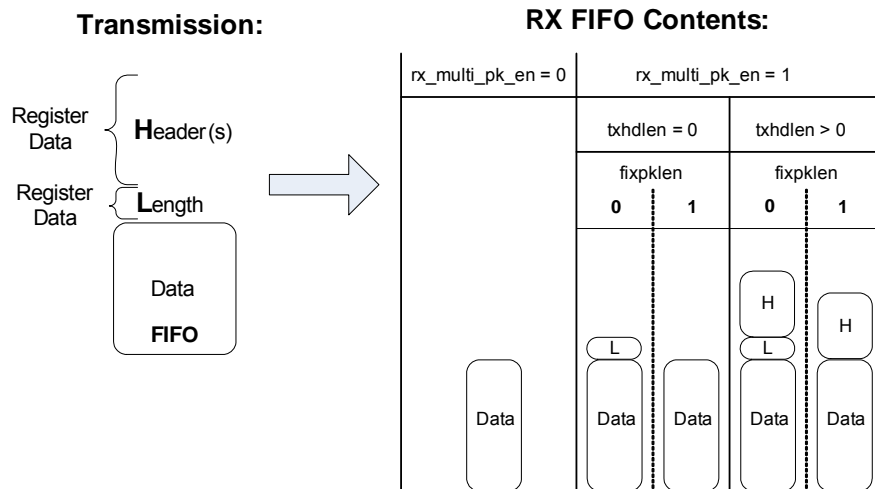 Transmission:
RX FIFO Contents:
rx_multi_pk_en = 0
rx_multi_pk_en = 1
Register
Data
Header(s)
txhdlen = 0
txhdlen > 0
fixpklen
fixpklen
Register
Data
Length
0
1
0
1
Data
FIFO
H
H
L
L
Data
Data
Data
Data
Data